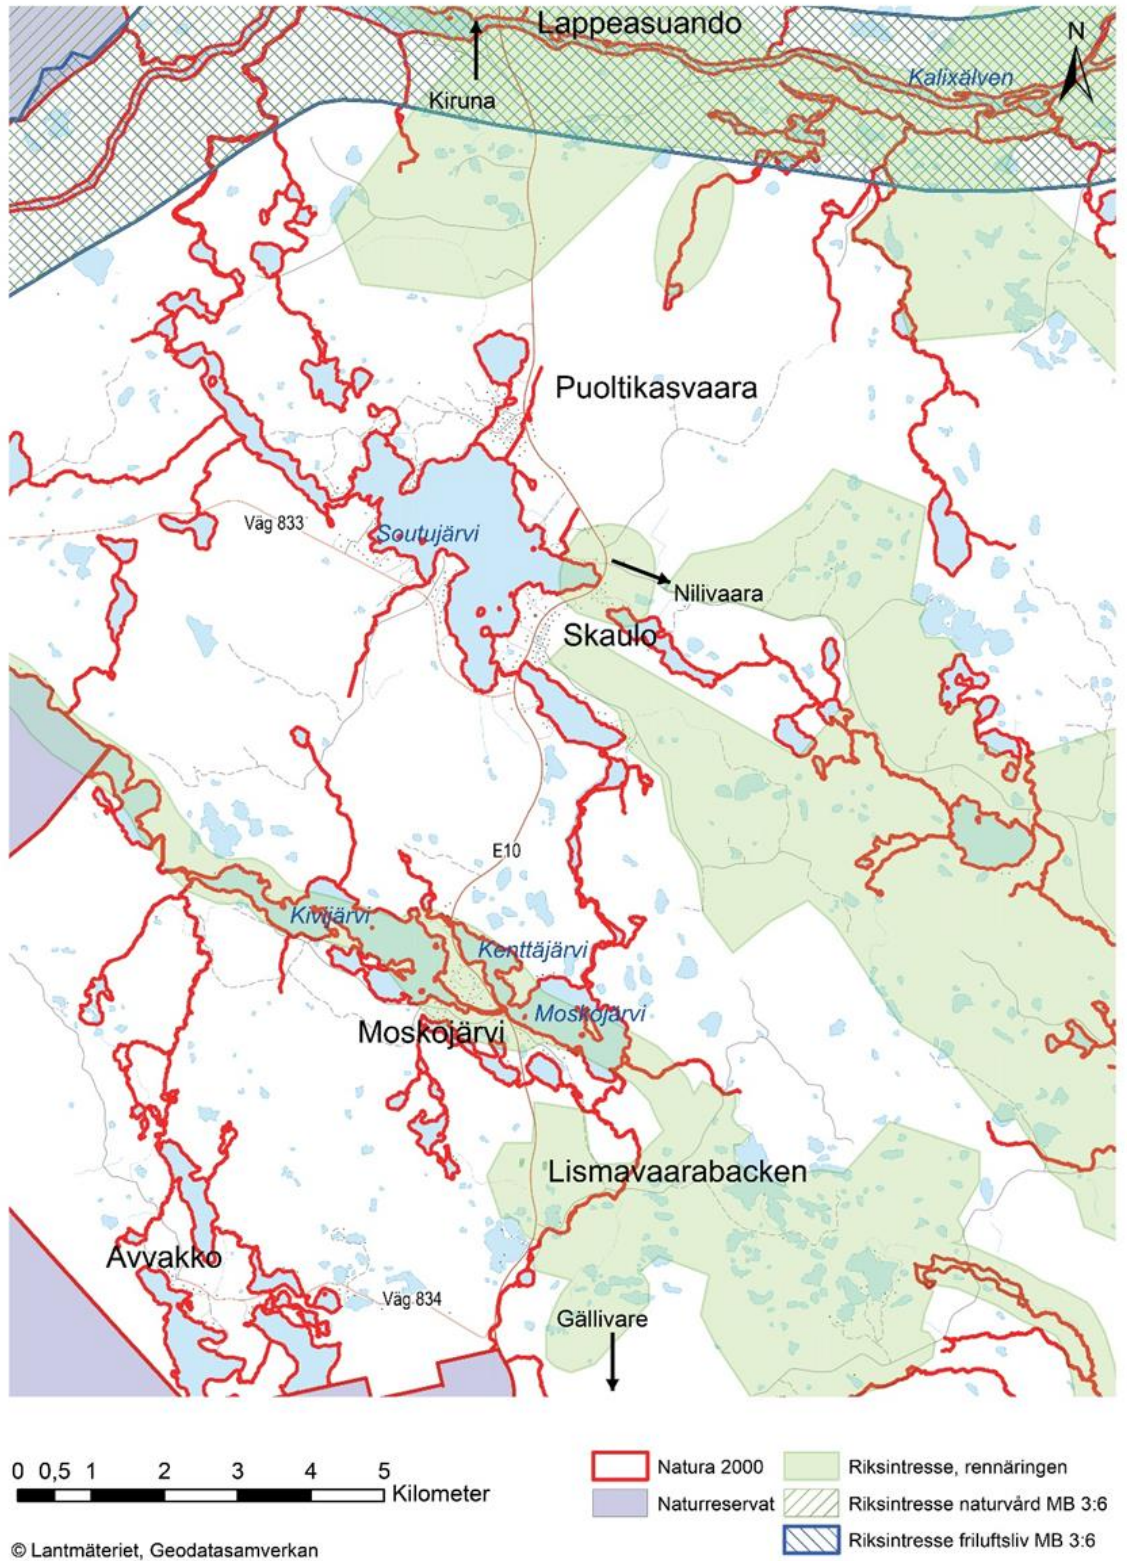 Lappeasuando
N
Kalixälven
Kiruna
Puoltikasvaara
Väg 833
Soutujärvi
Nilivaara
Skaulo
E10
Kivijärvi
Kenttäjärvi
Moskojärvi
Moskojärvi
Lismavaarabacken
Avvakko
Väg 834
Gällivare
0 0,5 1 2 3 4 5
Kilometer
Natura 2000
Naturreservat
Riksintresse, rennäringen
Riksintresse naturvård MB 3:6
Riksintresse friluftsliv MB 3:6
© Lantmäteriet, Geodatasamverkan